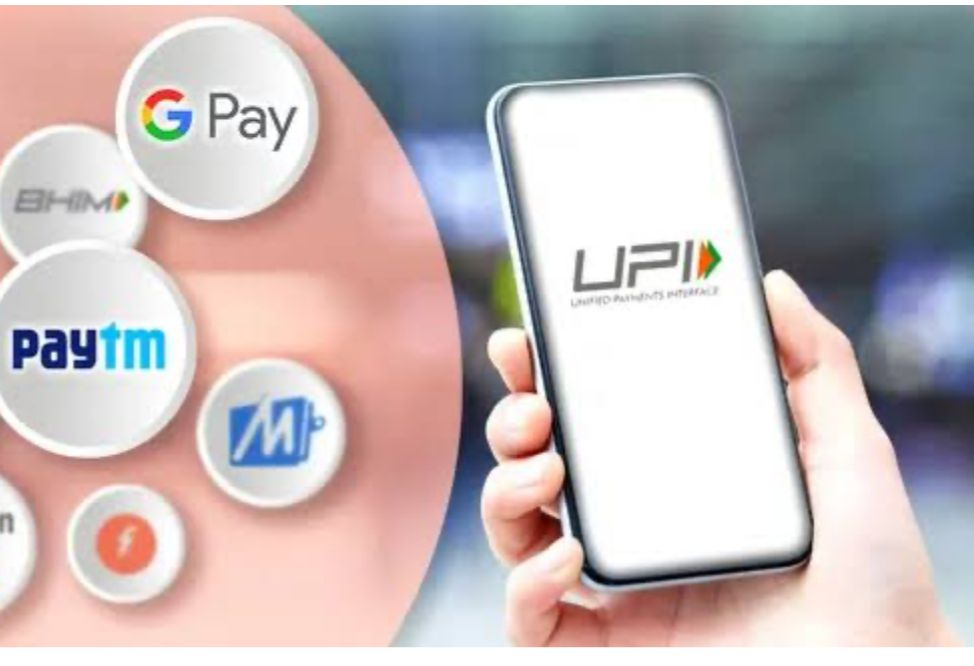 G Pay
BHIM
paytm
M
n
UPI
UNIFIED PAYMENTS INTERFACE